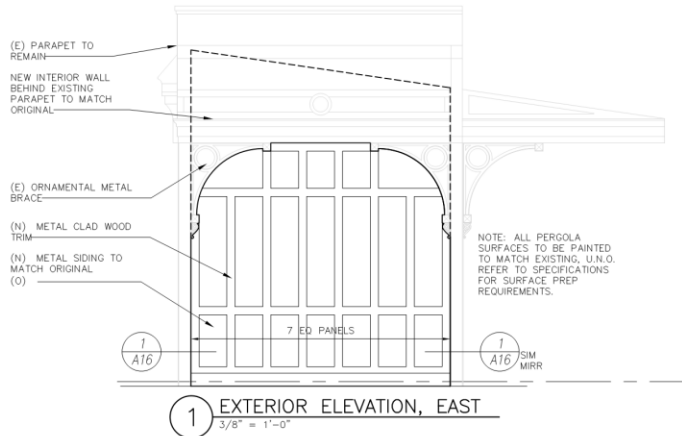 (E) PARAPET TO
REMAIN
NEW INTERIOR WALL
BEHIND EXISTING
PARAPET TO MATCH
ORIGINAL
(E) ORNAMENTAL METAL
BRACE
(N) METAL CLAD WOOD
TRIM
(N) METAL SIDING TO
MATCH ORIGINAL
(O)
NOTE: ALL PERGOLA
SURFACES TO BE PAINTED
TO MATCH EXISTING, U.N.O.
REFER TO SPECIFICATIONS
FOR SURFACE PREP
REQUIREMENTS.
7 EQ PANELS
1
A16
1
A16
SIM
MIRR
1
EXTERIOR ELEVATION, EAST
3/8" = 1'-0"